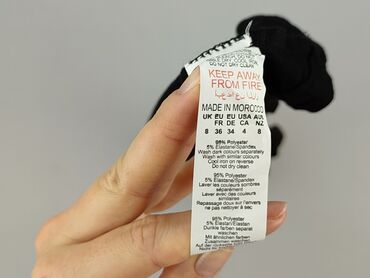 DO NOT DRY CLEAN
KEEP AWAY
FROM FIRE
MADE IN MOROCCO
UK EU EU USA AUS
FR DE CA NZ
8 36 34 4 8
95% Polyester
5% Elastane/Spandex
Wash dark colours separately
Wash with similar colours
Cool iron on reverse
Do not dry clean
95% Polyester
5% Elastane/Spandex
Laver les couleurs sombres
séparément
Laver avec des couleurs
similaires
Repassage doux sur l'envers
ne pas nettoyer à sec
95% Polyester
5% Elastan/Elastan
Dunkle farben separat
waschen
Mit ähnlichen farben
waschen